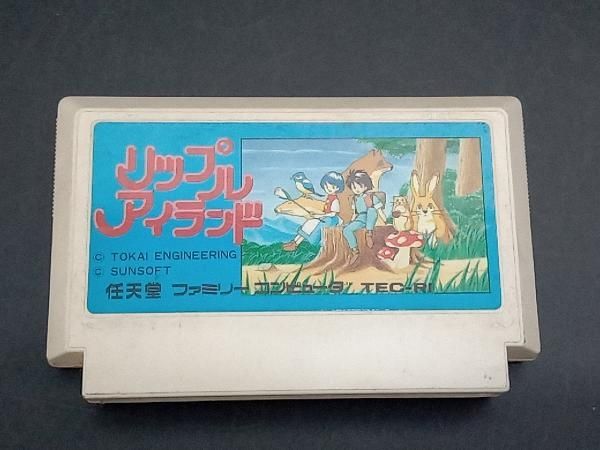 リップル
アイランド
© TOKAI ENGINEERING
© SUNSOFT
任天堂 ファミリーコンピュータ TEC-RI